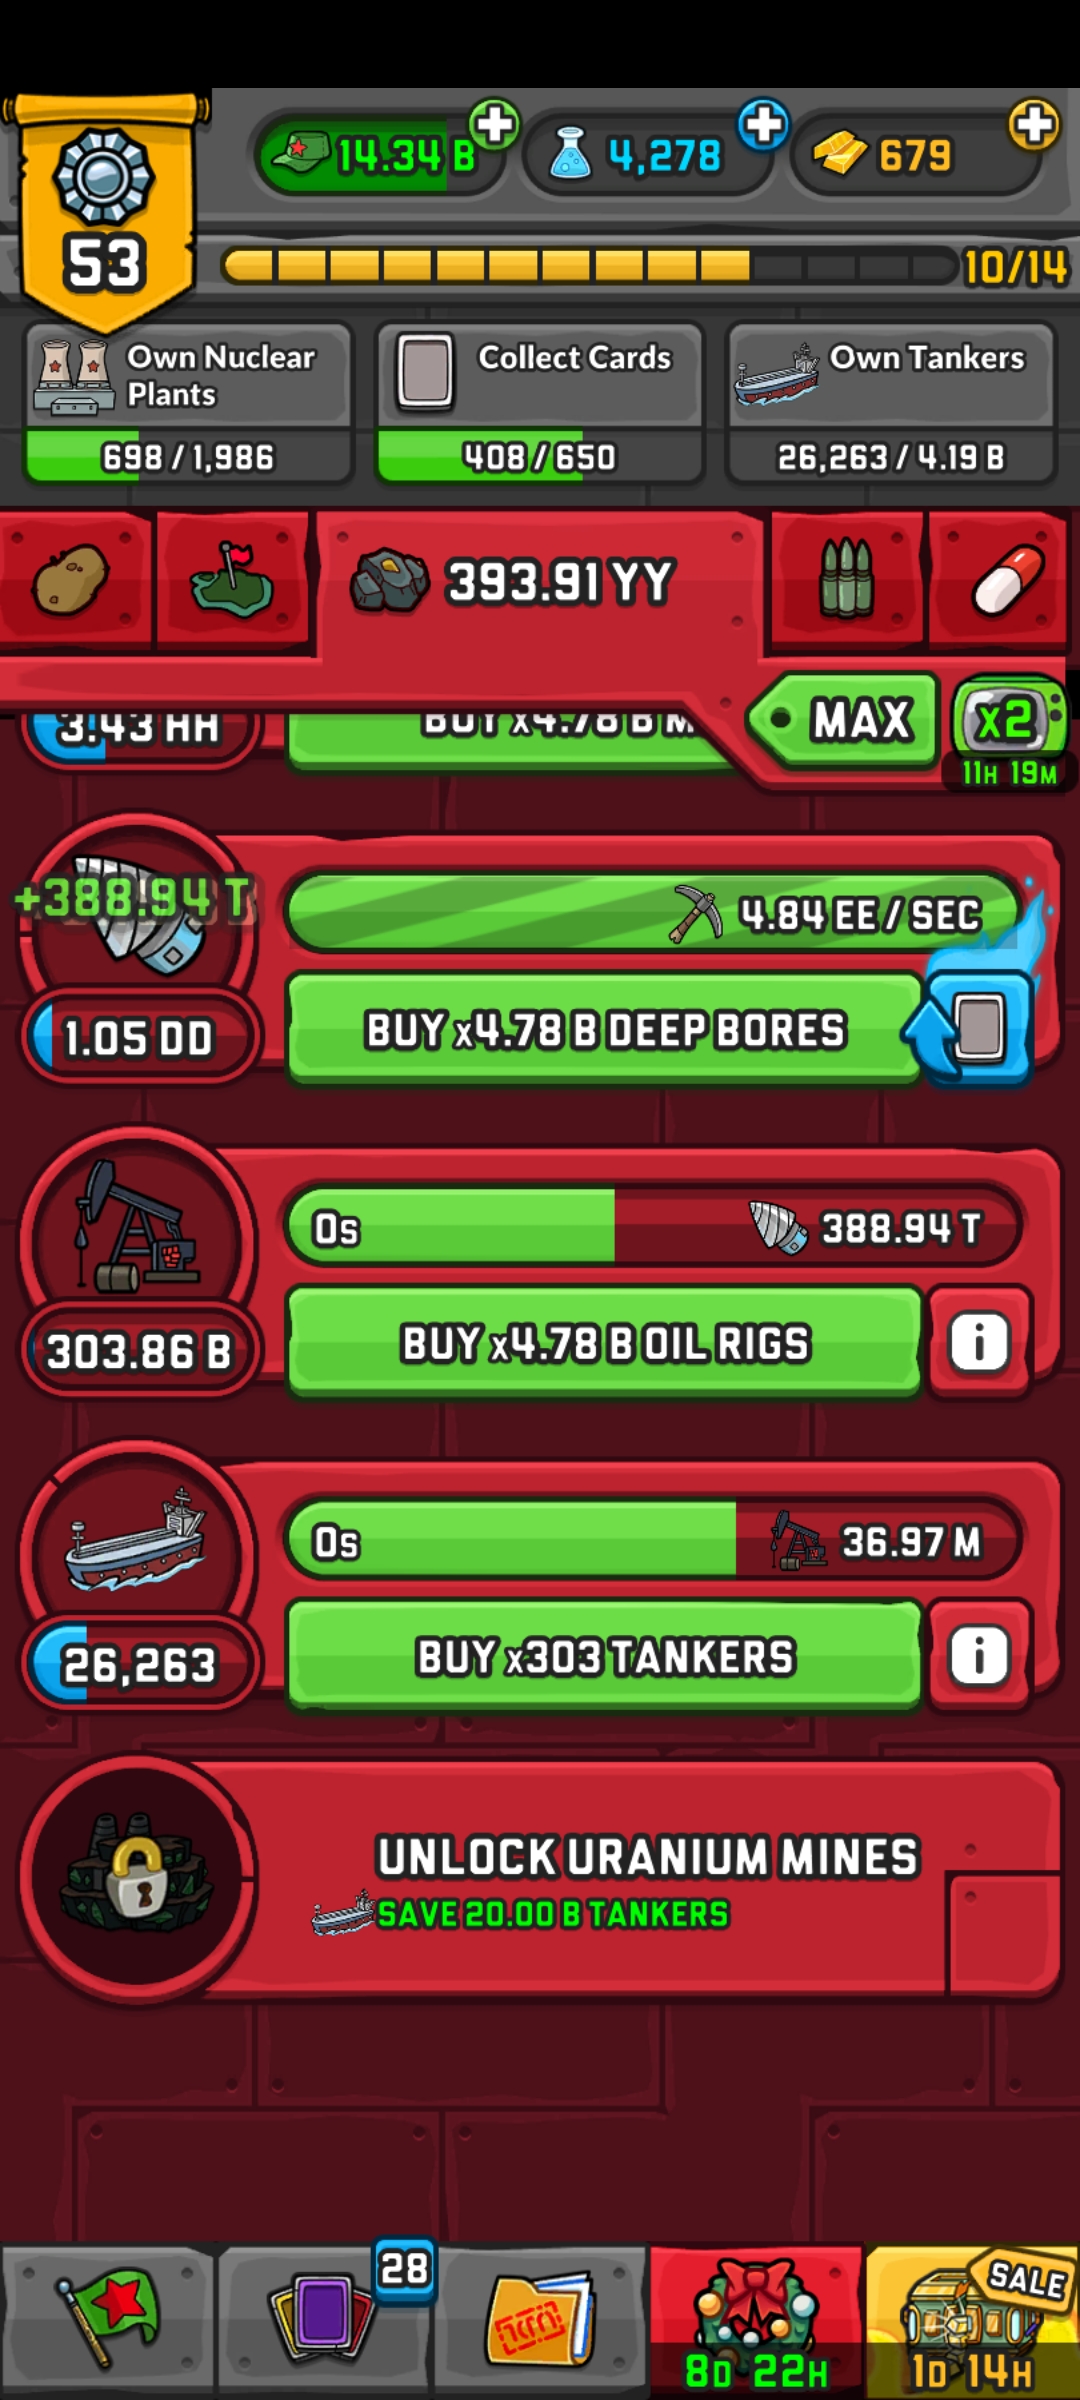 14.34 B
4,278
679
53
10/14
Own Nuclear
Plants
698 / 1,986
Collect Cards
408 / 650
Own Tankers
26,263 / 4.19 B
393.91 YY
3.43 HH
BUY x4.78 B M
MAX
x2
11H 19M
+388.94 T
4.84 EE / SEC
1.05 DD
BUY x4.78 B DEEP BORES
0s
388.94 T
303.86 B
BUY x4.78 B OIL RIGS
i
0s
36.97 M
26,263
BUY x303 TANKERS
i
UNLOCK URANIUM MINES
SAVE 20.00 B TANKERS
28
SALE
8D 22H
1D 14H